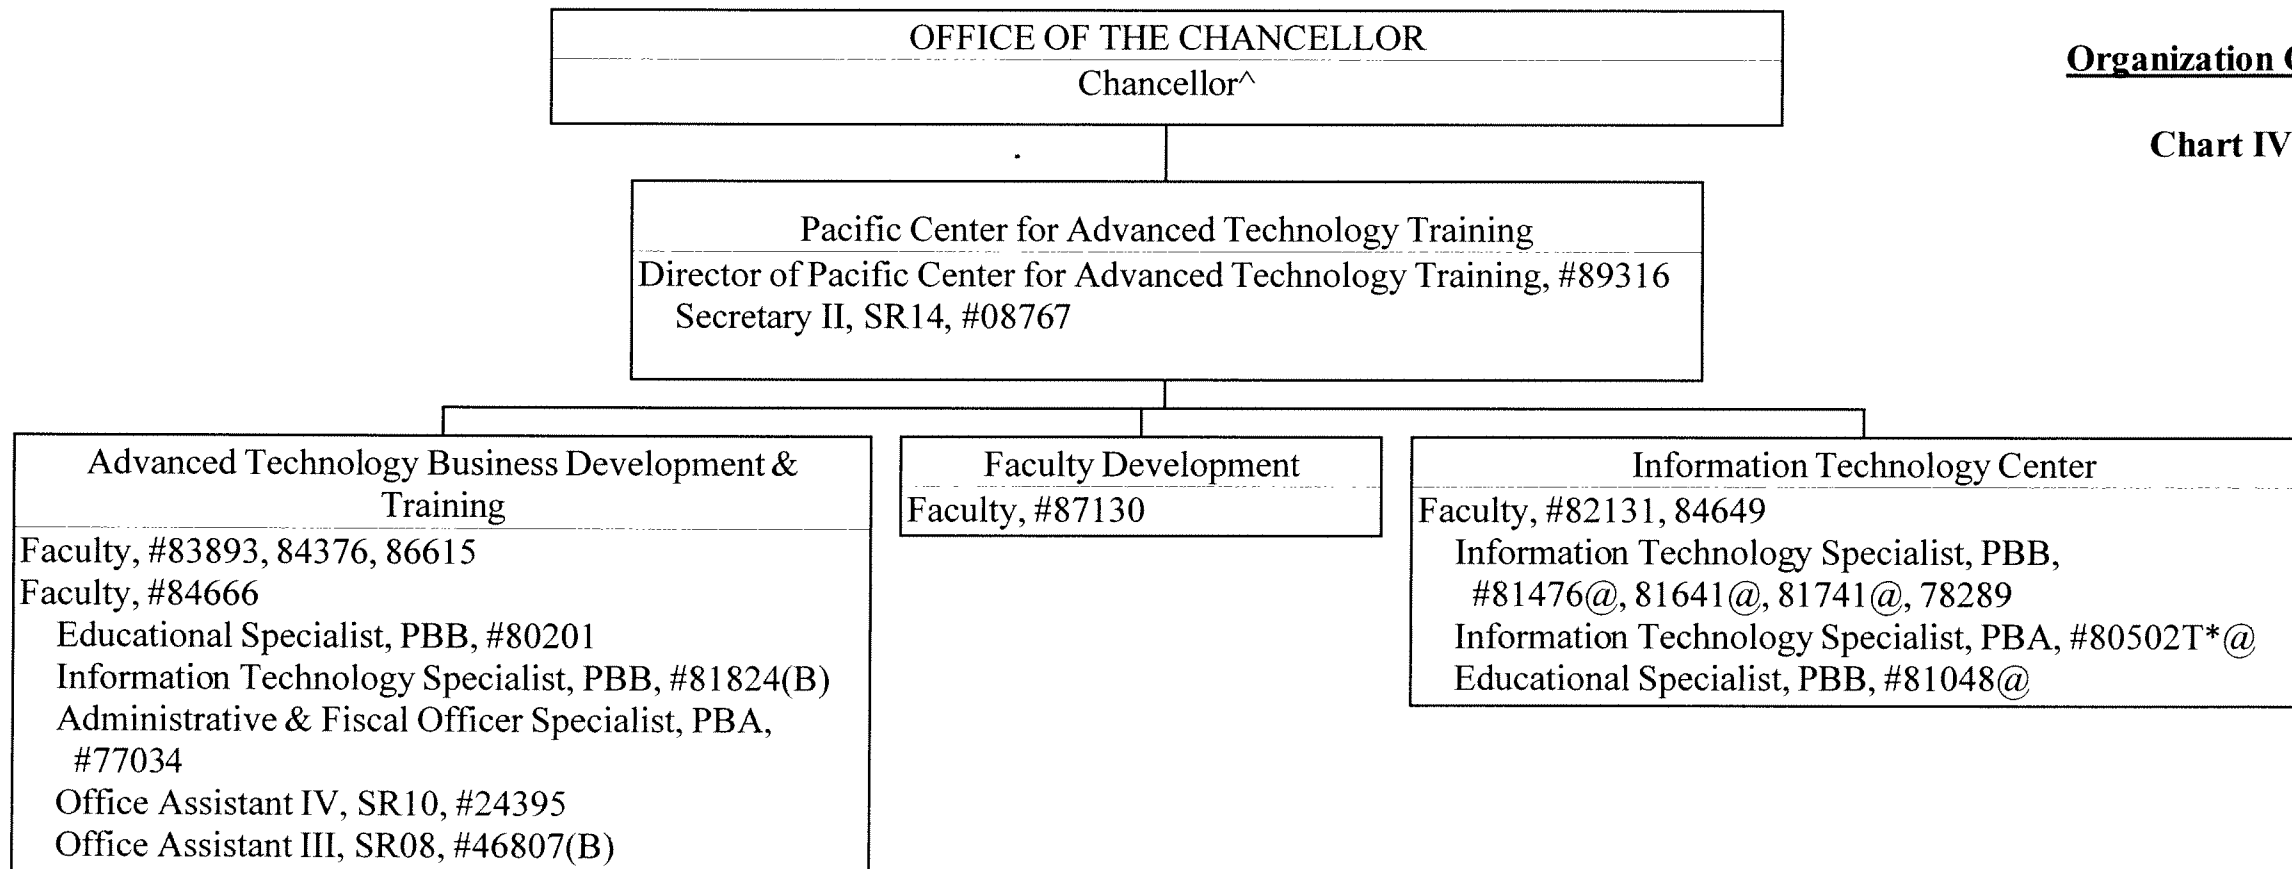 OFFICE OF THE CHANCELLOR
Chancellor^
Organization
Chart IV
Pacific Center for Advanced Technology Training
Director of Pacific Center for Advanced Technology Training, #89316
Secretary II, SR14, #08767
Advanced Technology Business Development &
Training
Faculty, #83893, 84376, 86615
Faculty, #84666
Educational Specialist, PBB, #80201
Information Technology Specialist, PBB, #81824(B)
Administrative & Fiscal Officer Specialist, PBA,
#77034
Office Assistant IV, SR10, #24395
Office Assistant III, SR08, #46807(B)
Faculty Development
Faculty, #87130
Information Technology Center
Faculty, #82131, 84649
Information Technology Specialist, PBB,
#81476@, 81641@, 81741@, 78289
Information Technology Specialist, PBA, #80502T*@
Educational Specialist, PBB, #81048@